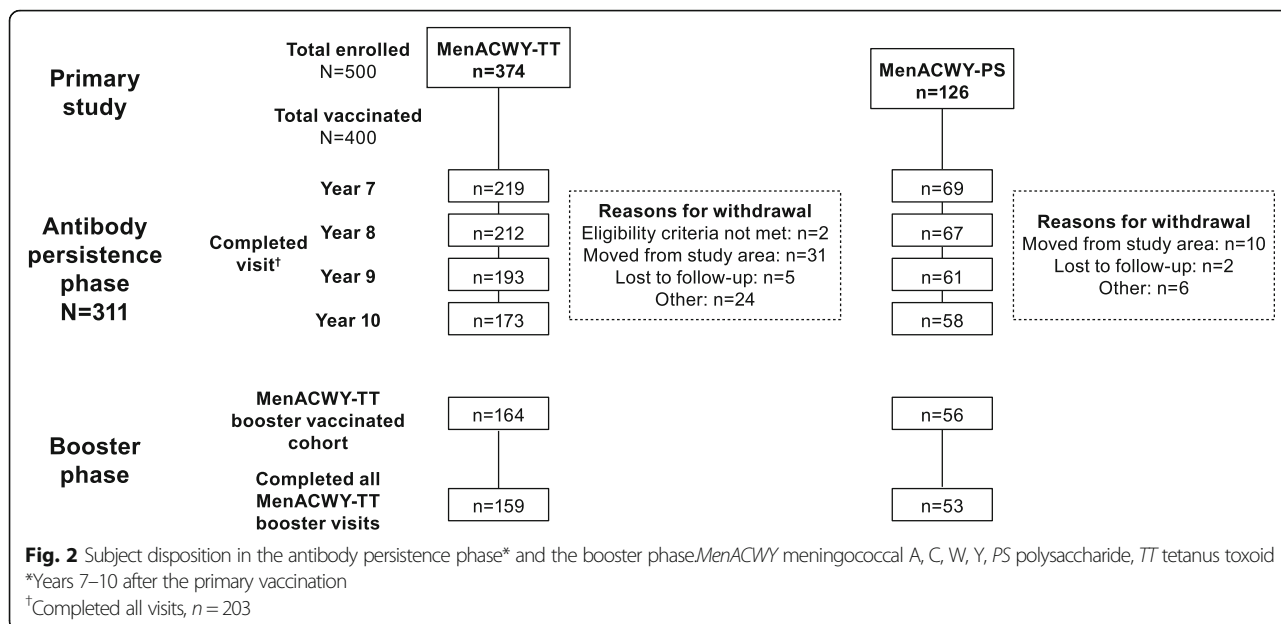 Primary
study
Total enrolled
N=500
Total vaccinated
N=400
MenACWY-TT
n=374
MenACWY-PS
n=126
Antibody
persistence
phase
N=311
Completed
visit†
Year 7
n=219
n=69
Year 8
n=212
n=67
Year 9
n=193
n=61
Year 10
n=173
n=58
Reasons for withdrawal
Eligibility criteria not met: n=2
Moved from study area: n=31
Lost to follow-up: n=5
Other: n=24
Reasons for withdrawal
Moved from study area: n=10
Lost to follow-up: n=2
Other: n=6
Booster
phase
MenACWY-TT
booster vaccinated
cohort
n=164
n=56
Completed all
MenACWY-TT
booster visits
n=159
n=53
Fig. 2 Subject disposition in the antibody persistence phase* and the booster phase.MenACWY meningococcal A, C, W, Y, PS polysaccharide, TT tetanus toxoid
*Years 7–10 after the primary vaccination
†Completed all visits, n = 203